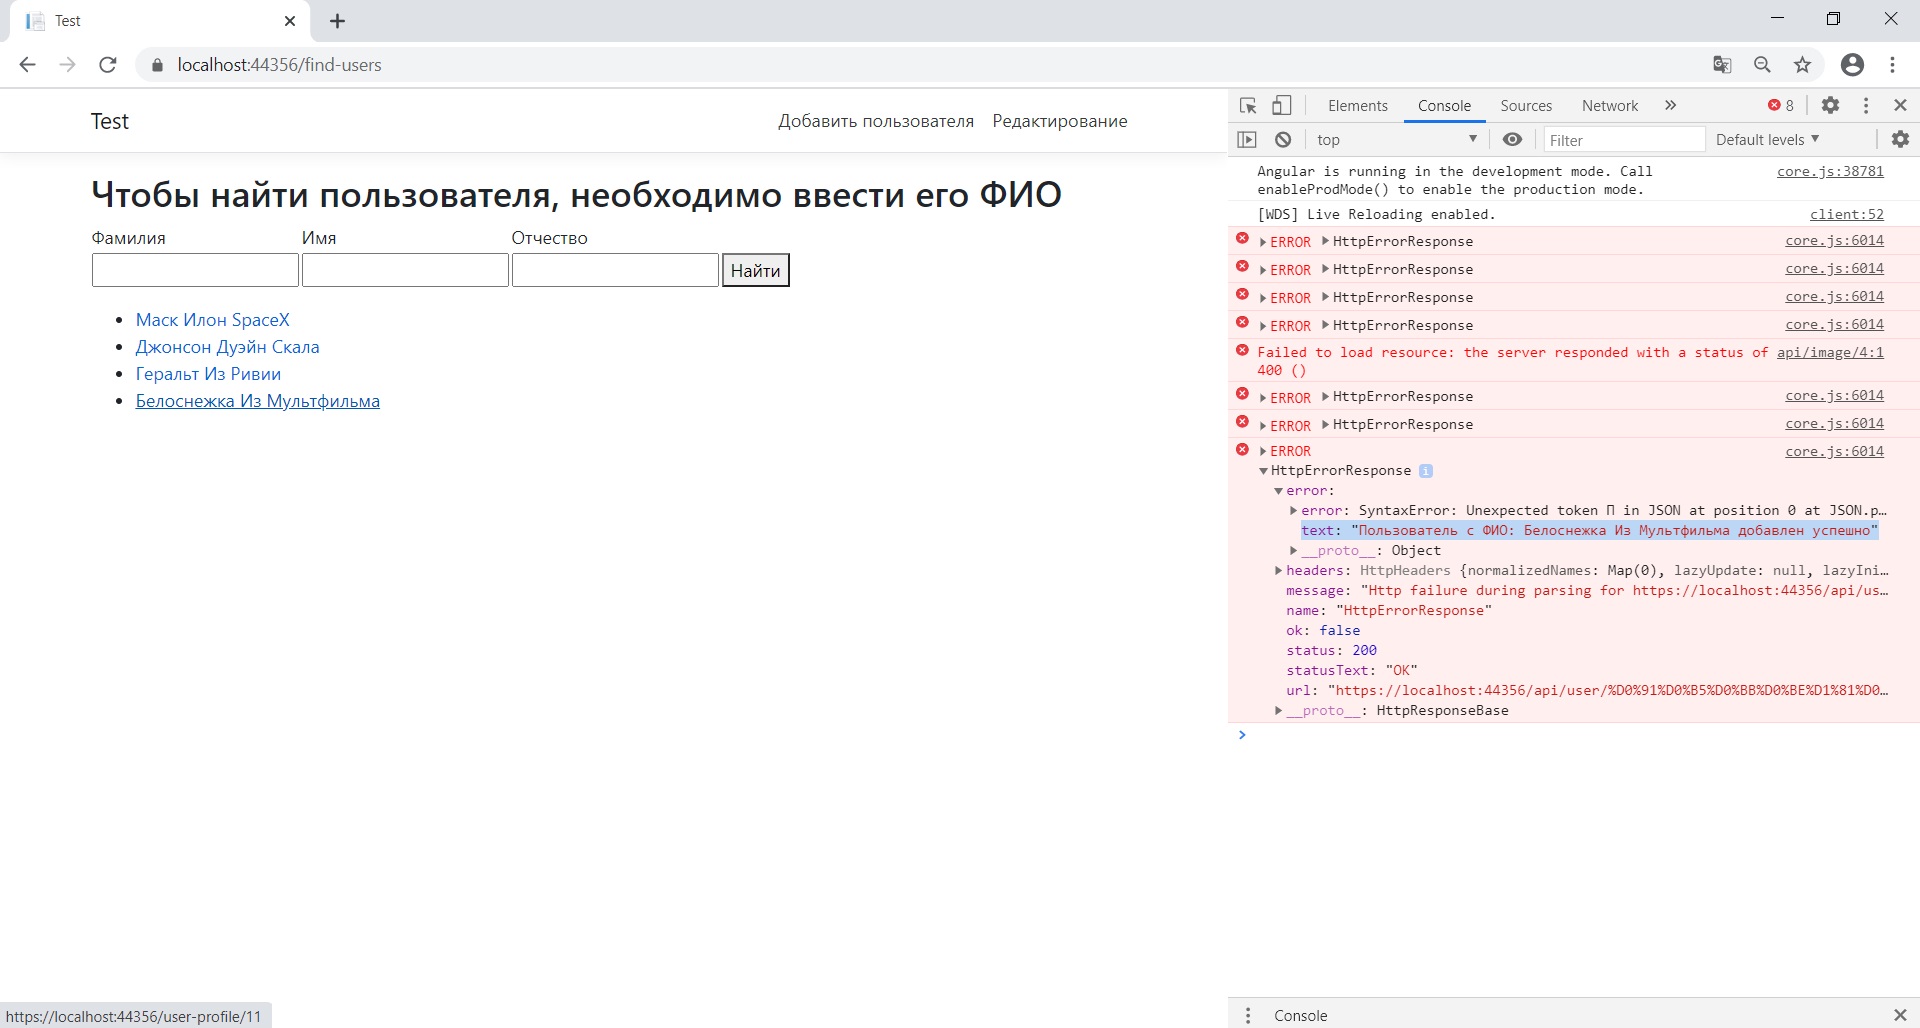 Test
localhost:44356/find-users
Test
Добавить пользователя
Редактирование
Чтобы найти пользователя, необходимо ввести его ФИО
Фамилия Имя Отчество
Найти
Маск Илон SpaceX
Джонсон Дуэйн Скала
Геральт Из Ривии
Белоснежка Из Мультфильма
https://localhost:44356/user-profile/11
Elements Console Sources Network 8
top Filter Default levels
Angular is running in the development mode. Call core.js:38781
enableProdMode() to enable the production mode.
[WDS] Live Reloading enabled. client:52
ERROR HttpErrorResponse core.js:6014
ERROR HttpErrorResponse core.js:6014
ERROR HttpErrorResponse core.js:6014
ERROR HttpErrorResponse core.js:6014
Failed to load resource: the server responded with a status of api/image/4:1
400 ()
ERROR HttpErrorResponse core.js:6014
ERROR HttpErrorResponse core.js:6014
ERROR core.js:6014
HttpErrorResponse i
error:
error: SyntaxError: Unexpected token П in JSON at position 0 at JSON.p…
text: "Пользователь с ФИО: Белоснежка Из Мультфильма добавлен успешно"
__proto__: Object
headers: HttpHeaders {normalizedNames: Map(0), lazyUpdate: null, lazyIni…
message: "Http failure during parsing for https://localhost:44356/api/us…
name: "HttpErrorResponse"
ok: false
status: 200
statusText: "OK"
url: "https://localhost:44356/api/user/%D0%91%D0%B5%D0%BB%D0%BE%D1%81%D0…
__proto__: HttpResponseBase
Console